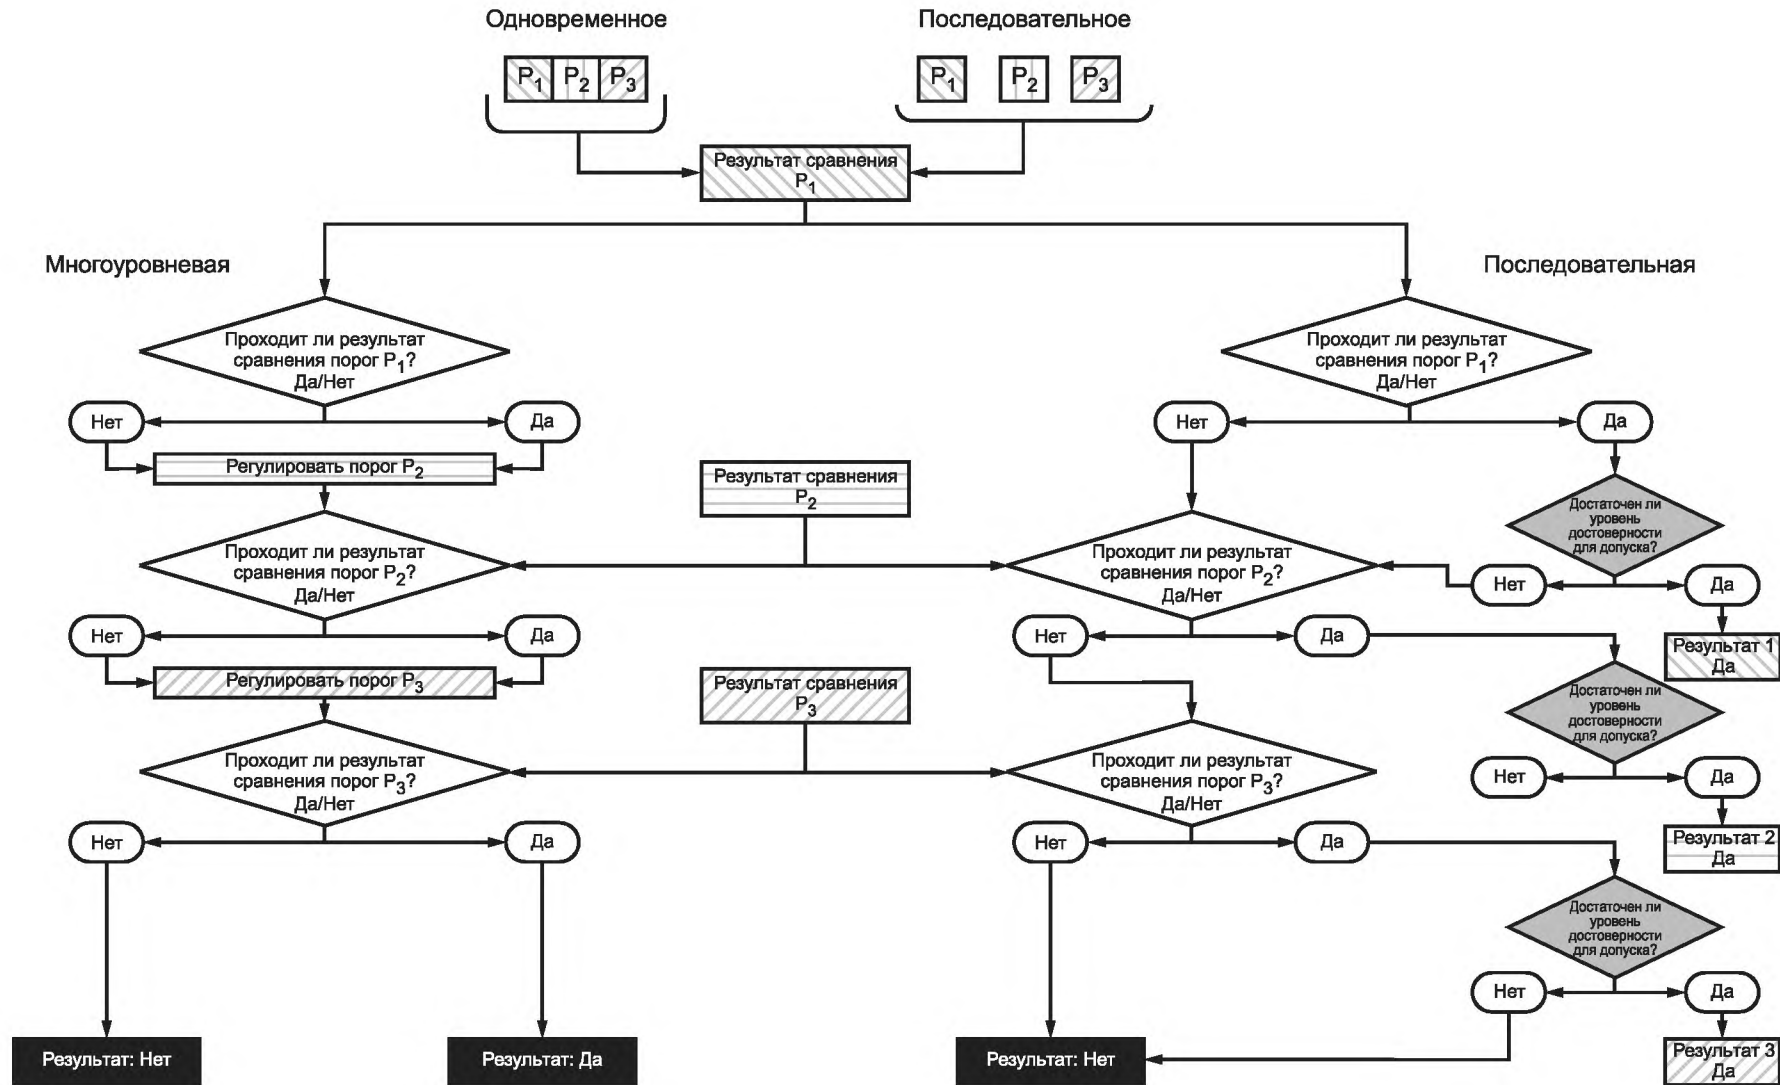 Одновременное
Последовательное
P1 P2 P3
P1 P2 P3
Результат сравнения
P1
Многоуровневая
Последовательная
Проходит ли результат
сравнения порог P1?
Да/Нет
Проходит ли результат
сравнения порог P1?
Да/Нет
Нет
Да
Нет
Да
Регулировать порог P2
Результат сравнения
P2
Достаточен ли
уровень
достоверности
для допуска?
Проходит ли результат
сравнения порог P2?
Да/Нет
Проходит ли результат
сравнения порог P2?
Да/Нет
Нет
Да
Нет
Да
Нет
Да
Результат 1
Да
Регулировать порог P3
Результат сравнения
P3
Достаточен ли
уровень
достоверности
для допуска?
Проходит ли результат
сравнения порог P3?
Да/Нет
Проходит ли результат
сравнения порог P3?
Да/Нет
Нет
Да
Нет
Да
Нет
Да
Результат 2
Да
Достаточен ли
уровень
достоверности
для допуска?
Нет
Да
Результат: Нет
Результат: Да
Результат: Нет
Результат 3
Да